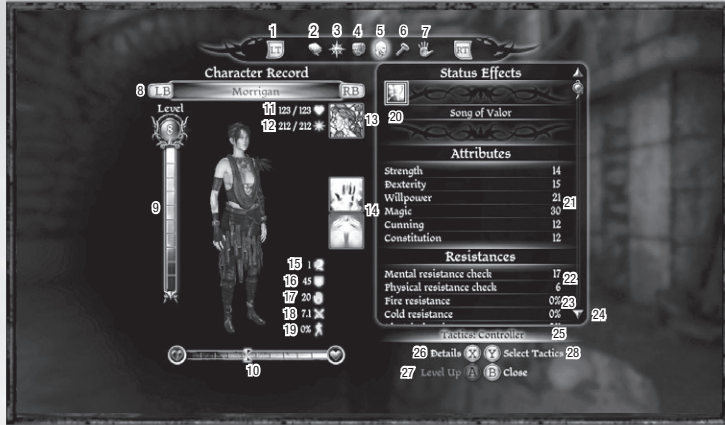 1 2 3 4 5 6 7
LT RT
Character Record
8 LB Morrigan RB
Level
8
11 123 / 123
12 212 / 212
13
9
14
15 1
16 45
17 20
18 7.1
19 0%
10
Status Effects
20
Song of Valor
Attributes
Strength 14
Dexterity 15
Willpower 21
21
Magic 30
Cunning 12
Constitution 12
Resistances
Mental resistance check 17
22
Physical resistance check 6
Fire resistance 0%
23
Cold resistance 0%
24
Tactics: Controller 25
26 Details X Y Select Tactics 28
27 Level Up A B Close